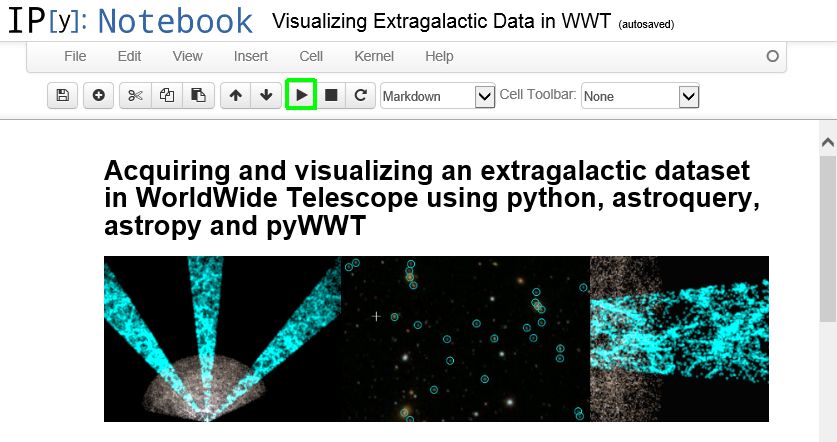 IP[y]: Notebook Visualizing Extragalactic Data in WWT (autosaved)
File Edit View Insert Cell Kernel Help
Markdown Cell Toolbar: None
Acquiring and visualizing an extragalactic dataset
in WorldWide Telescope using python, astroquery,
astropy and pyWWT